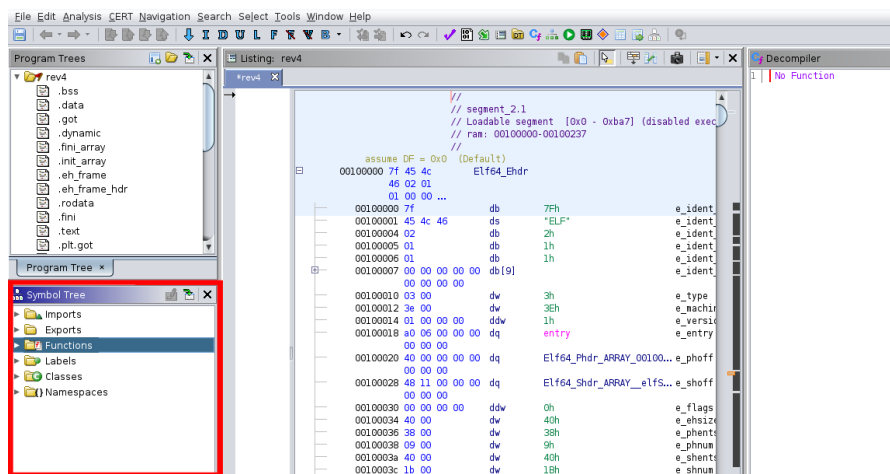 File Edit Analysis CERT Navigation Search Select Tools Window Help
I D U L F R V B
Program Trees
Listing: rev4
Decompiler
rev4
.bss
.data
.got
.dynamic
.fini_array
.init_array
.eh_frame
.eh_frame_hdr
.rodata
.fini
.text
.plt.got
Program Tree ×
Symbol Tree
Imports
Exports
Functions
Labels
Classes
Namespaces
*rev4
//
// segment_2.1
// Loadable segment [0x0 - 0xba7] (disabled exec
// ram: 00100000-00100237
//
assume DF = 0x0 (Default)
00100000 7f 45 4c Elf64_Ehdr
46 02 01
01 00 00 ...
00100000 7f db 7Fh e_ident_
00100001 45 4c 46 ds "ELF" e_ident_
00100004 02 db 2h e_ident_
00100005 01 db 1h e_ident_
00100006 01 db 1h e_ident_
00100007 00 00 00 00 00 db[9] e_ident_
00 00 00 00
00100010 03 00 dw 3h e_type
00100012 3e 00 dw 3Eh e_machin
00100014 01 00 00 00 ddw 1h e_versio
00100018 a0 06 00 00 00 dq entry e_entry
00 00 00
00100020 40 00 00 00 00 dq Elf64_Phdr_ARRAY_00100... e_phoff
00 00 00
00100028 48 11 00 00 00 dq Elf64_Shdr_ARRAY__elfS... e_shoff
00 00 00
00100030 00 00 00 00 ddw 0h e_flags
00100034 40 00 dw 40h e_ehsize
00100036 38 00 dw 38h e_phents
00100038 09 00 dw 9h e_phnum
0010003a 40 00 dw 40h e_shents
0010003c 1b 00 dw 1Bh e_shnum
1 No Function